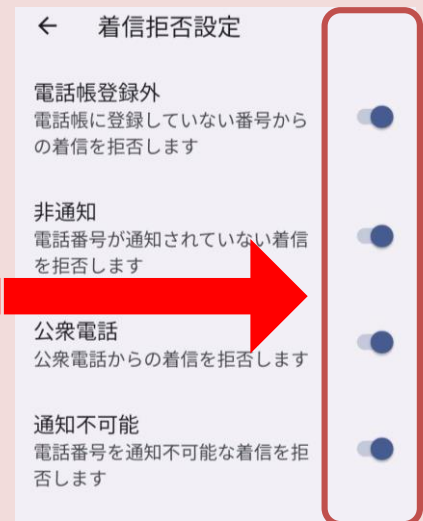 ← 着信拒否設定
電話帳登録外
電話帳に登録していない番号から
の着信を拒否します
非通知
電話番号が通知されていない着信
を拒否します
公衆電話
公衆電話からの着信を拒否します
通知不可能
電話番号を通知不可能な着信を拒
否します